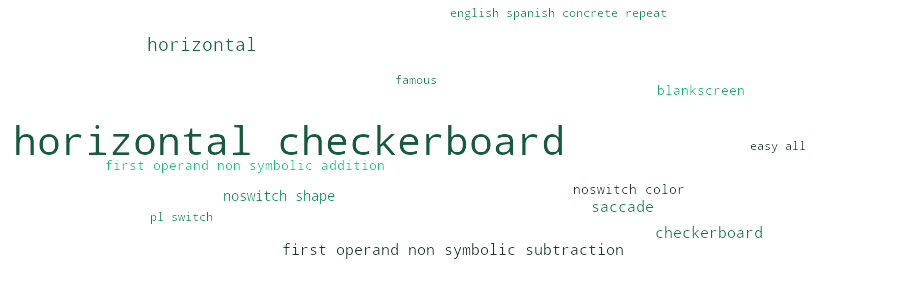 english spanish concrete repeat
horizontal
famous
blankscreen
horizontal checkerboard
easy all
first operand non symbolic addition
noswitch color
noswitch shape
saccade
pl switch
checkerboard
first operand non symbolic subtraction